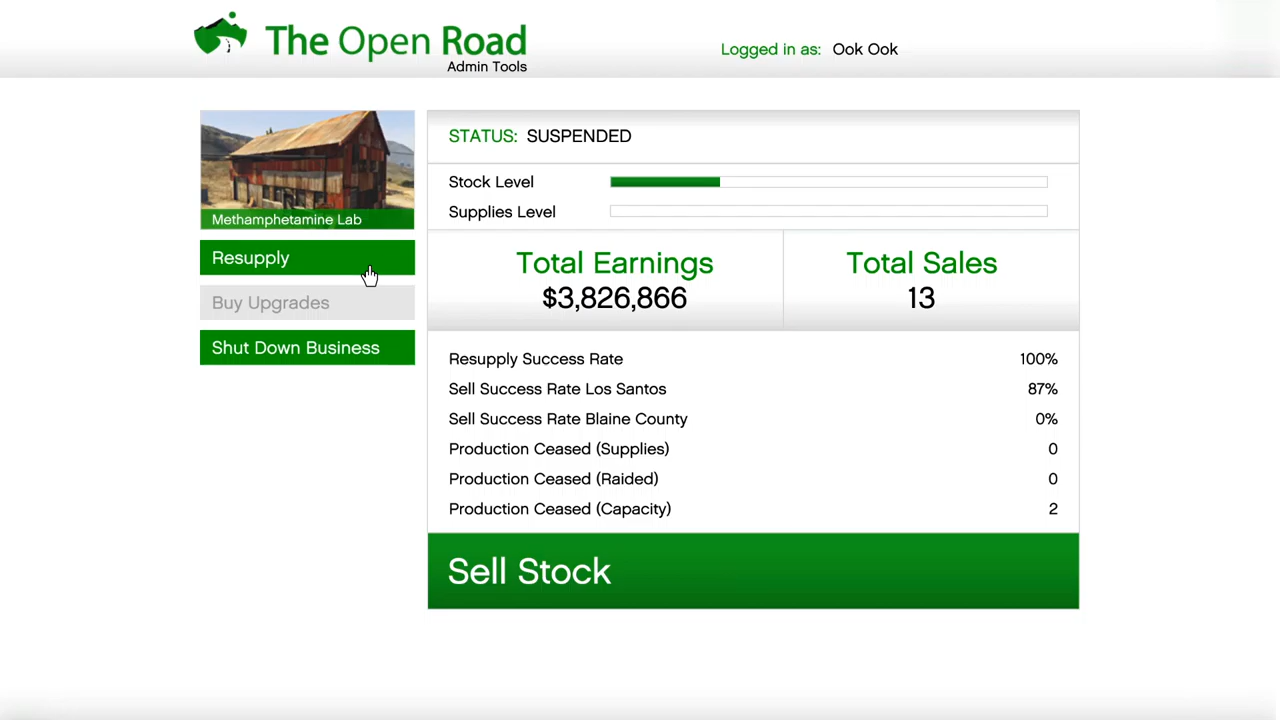 The Open Road
Admin Tools
Logged in as: Ook Ook
Methamphetamine Lab
Resupply
Buy Upgrades
Shut Down Business
STATUS: SUSPENDED
Stock Level
Supplies Level
Total Earnings
$3,826,866
Total Sales
13
Resupply Success Rate 100%
Sell Success Rate Los Santos 87%
Sell Success Rate Blaine County 0%
Production Ceased (Supplies) 0
Production Ceased (Raided) 0
Production Ceased (Capacity) 2
Sell Stock